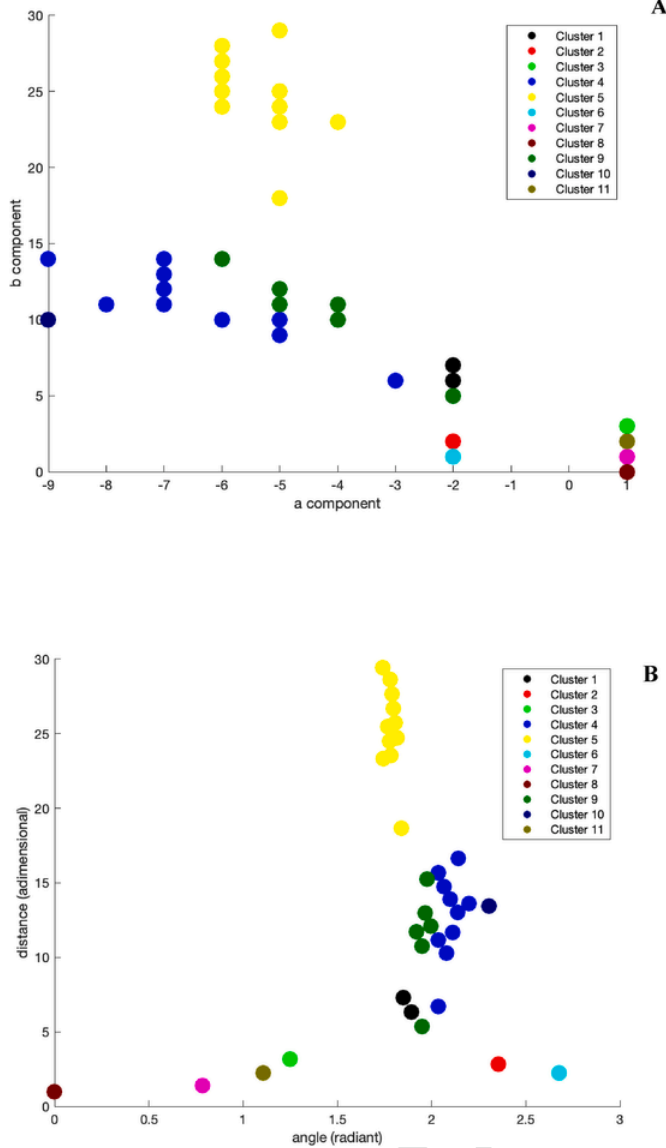 A
30
25
20
15
10
5
0
b component
-9 -8 -7 -6 -5 -4 -3 -2 -1 0 1
a component
Cluster 1
Cluster 2
Cluster 3
Cluster 4
Cluster 5
Cluster 6
Cluster 7
Cluster 8
Cluster 9
Cluster 10
Cluster 11
B
30
25
20
15
10
5
0
distance (adimensional)
0 0.5 1 1.5 2 2.5 3
angle (radiant)
Cluster 1
Cluster 2
Cluster 3
Cluster 4
Cluster 5
Cluster 6
Cluster 7
Cluster 8
Cluster 9
Cluster 10
Cluster 11